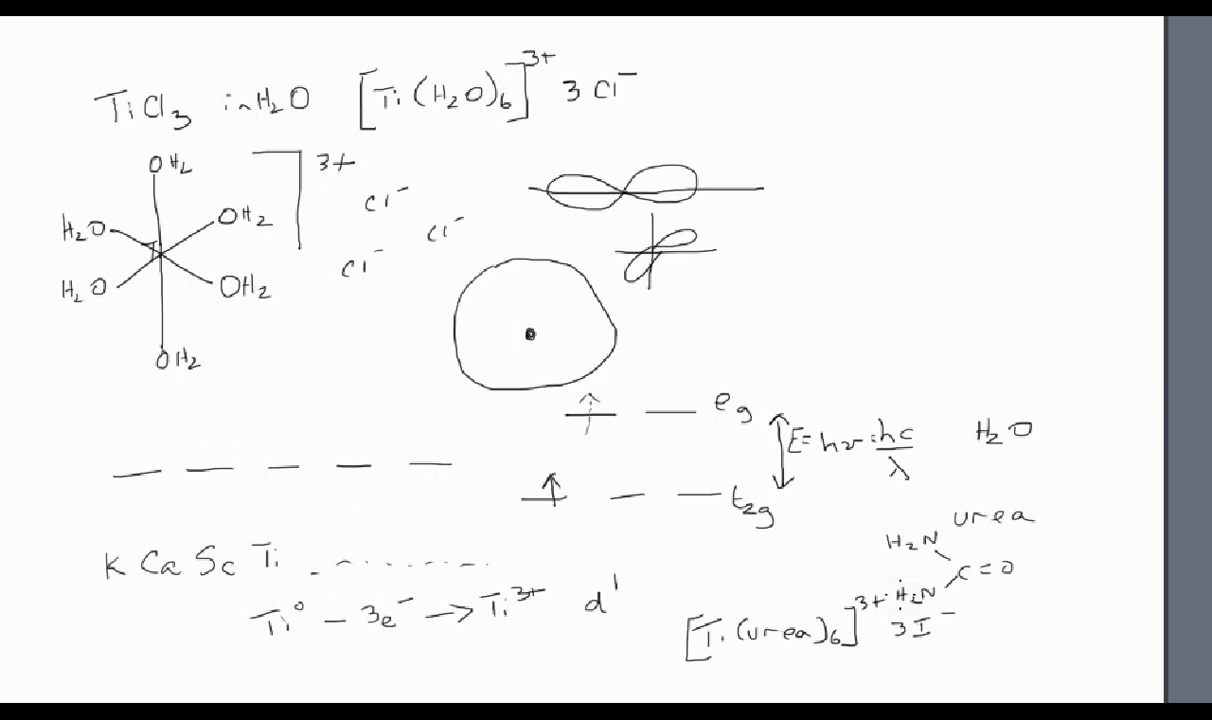 TiCl3 in H2O [Ti(H2O)6]3+ 3 Cl-
OH2
3+
H2O
OH2
Cl-
Cl-
Ti
H2O
OH2
Cl-
OH2
eg
E=hν=hc/λ
H2O
t2g
urea
K Ca Sc Ti
H2N
C=O
H2N
Ti0 - 3e- → Ti3+ d1
[Ti(urea)6]3+ 3I-